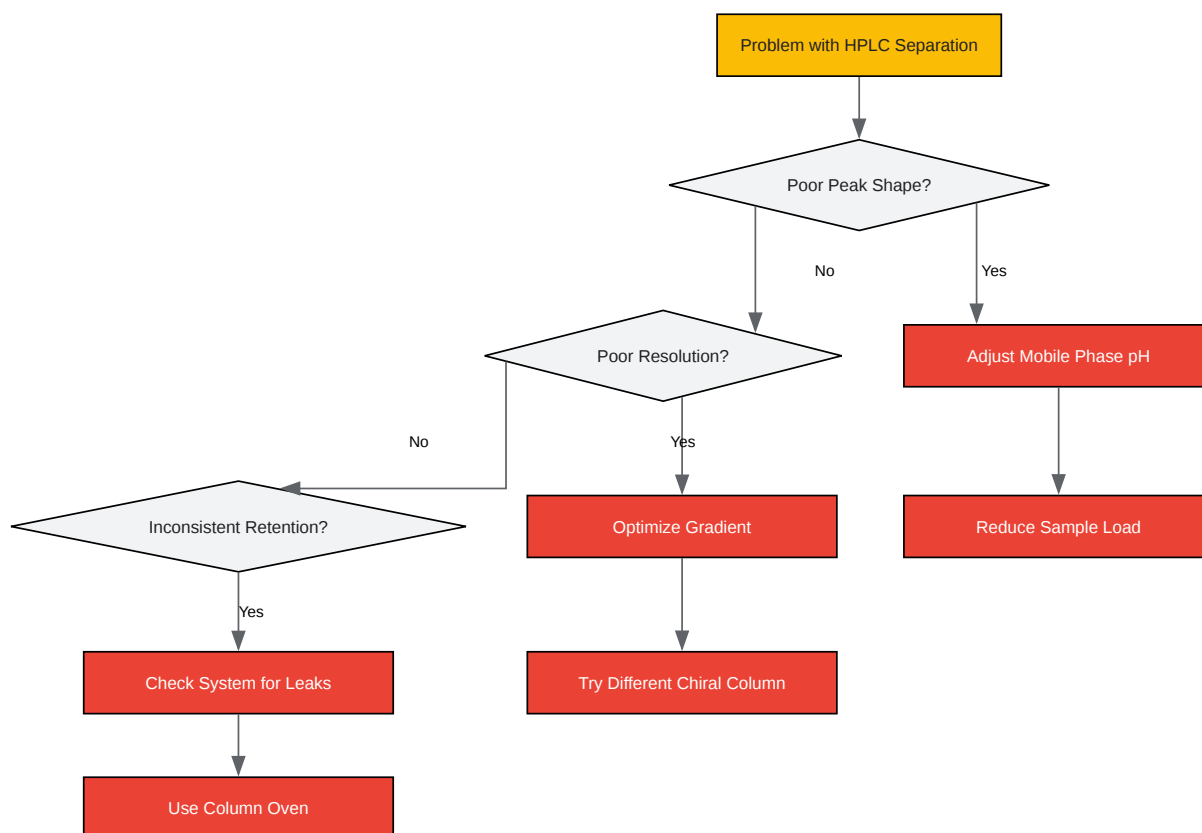 Problem with HPLC Separation
Poor Peak Shape?
No
Yes
Poor Resolution?
Adjust Mobile Phase pH
No
Yes
Inconsistent Retention?
Optimize Gradient
Reduce Sample Load
Yes
Check System for Leaks
Try Different Chiral Column
Use Column Oven